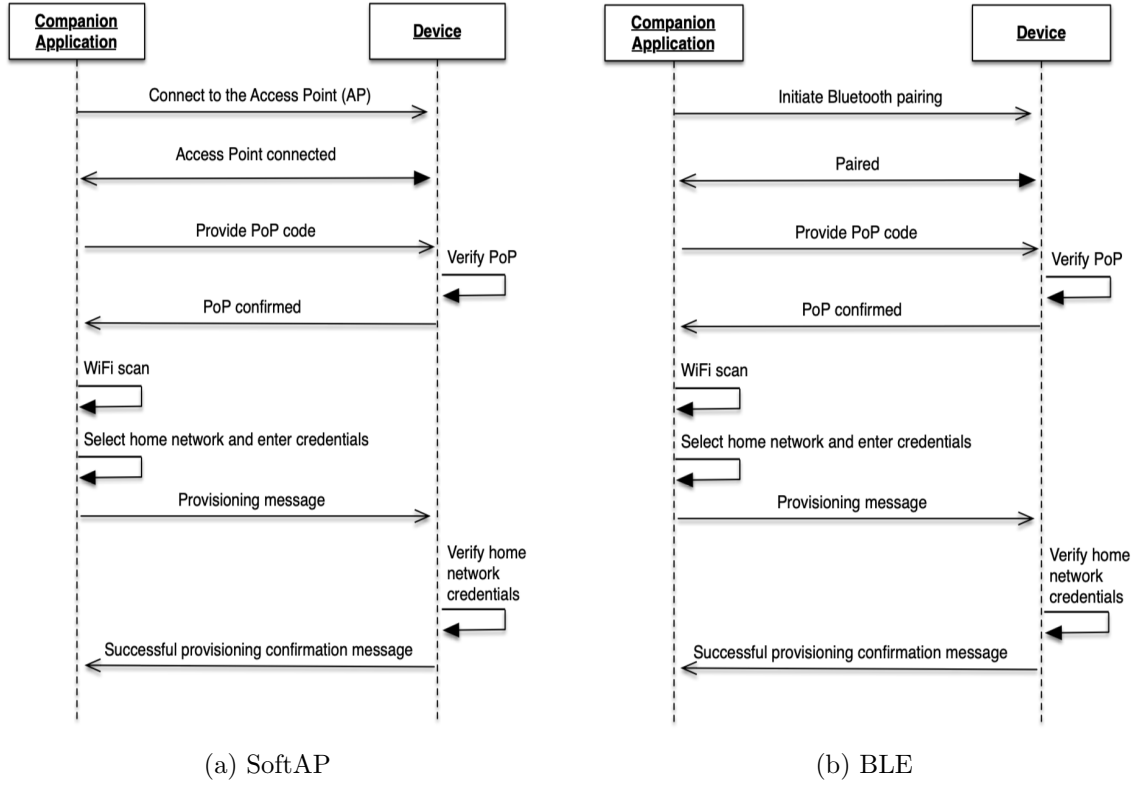 Companion
Application
Device
Connect to the Access Point (AP)
Access Point connected
Provide PoP code
Verify PoP
PoP confirmed
WiFi scan
Select home network and enter credentials
Provisioning message
Verify home
network
credentials
Successful provisioning confirmation message
(a) SoftAP
Companion
Application
Device
Initiate Bluetooth pairing
Paired
Provide PoP code
Verify PoP
PoP confirmed
WiFi scan
Select home network and enter credentials
Provisioning message
Verify home
network
credentials
Successful provisioning confirmation message
(b) BLE